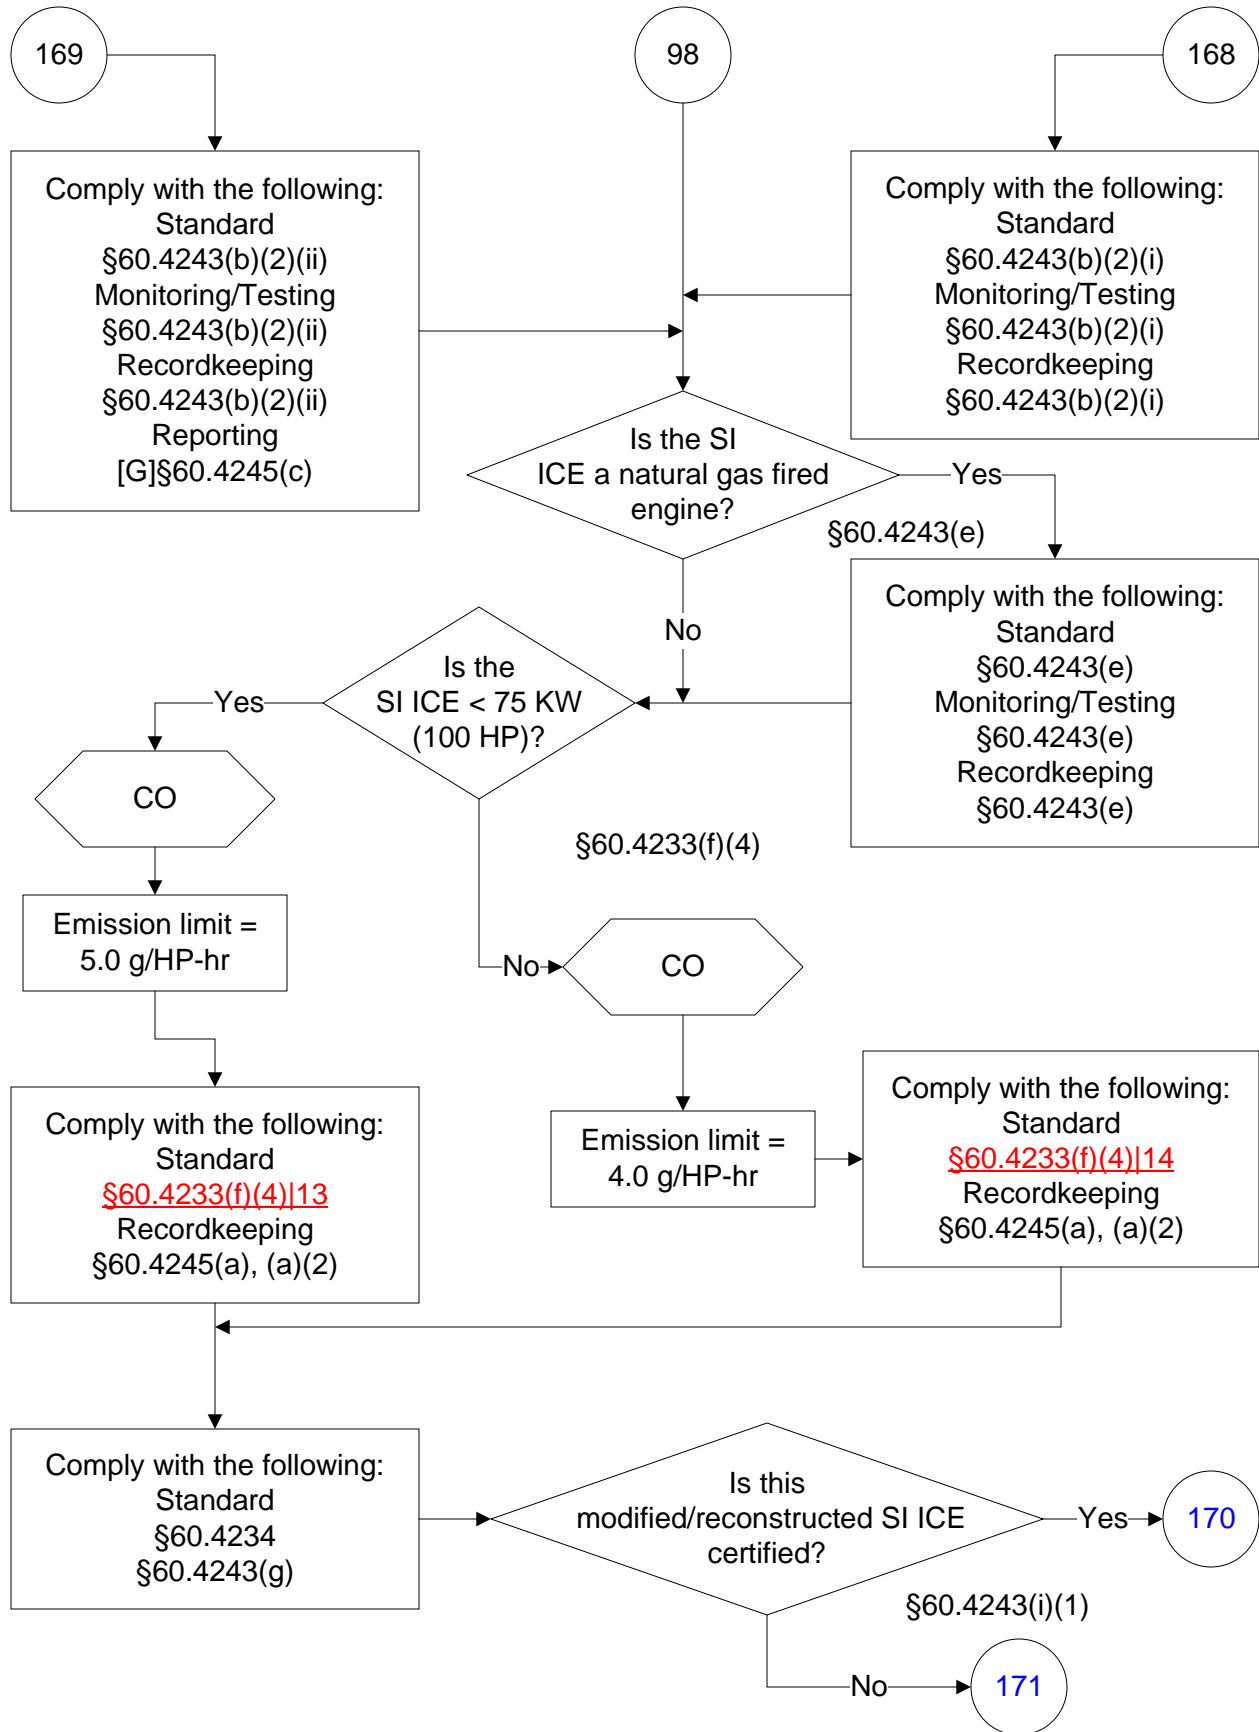 169
98
168
Comply with the following:
Standard
§60.4243(b)(2)(ii)
Monitoring/Testing
§60.4243(b)(2)(ii)
Recordkeeping
§60.4243(b)(2)(ii)
Reporting
[G]§60.4245(c)
Comply with the following:
Standard
§60.4243(b)(2)(i)
Monitoring/Testing
§60.4243(b)(2)(i)
Recordkeeping
§60.4243(b)(2)(i)
Is the SI
ICE a natural gas fired
engine?
Yes
§60.4243(e)
No
Comply with the following:
Standard
§60.4243(e)
Monitoring/Testing
§60.4243(e)
Recordkeeping
§60.4243(e)
Is the
SI ICE < 75 KW
(100 HP)?
Yes
§60.4233(f)(4)
No
CO
Emission limit =
5.0 g/HP-hr
CO
Emission limit =
4.0 g/HP-hr
Comply with the following:
Standard
§60.4233(f)(4)|13
Recordkeeping
§60.4245(a), (a)(2)
Comply with the following:
Standard
§60.4233(f)(4)|14
Recordkeeping
§60.4245(a), (a)(2)
Comply with the following:
Standard
§60.4234
§60.4243(g)
Is this
modified/reconstructed SI ICE
certified?
Yes
170
§60.4243(i)(1)
No
171